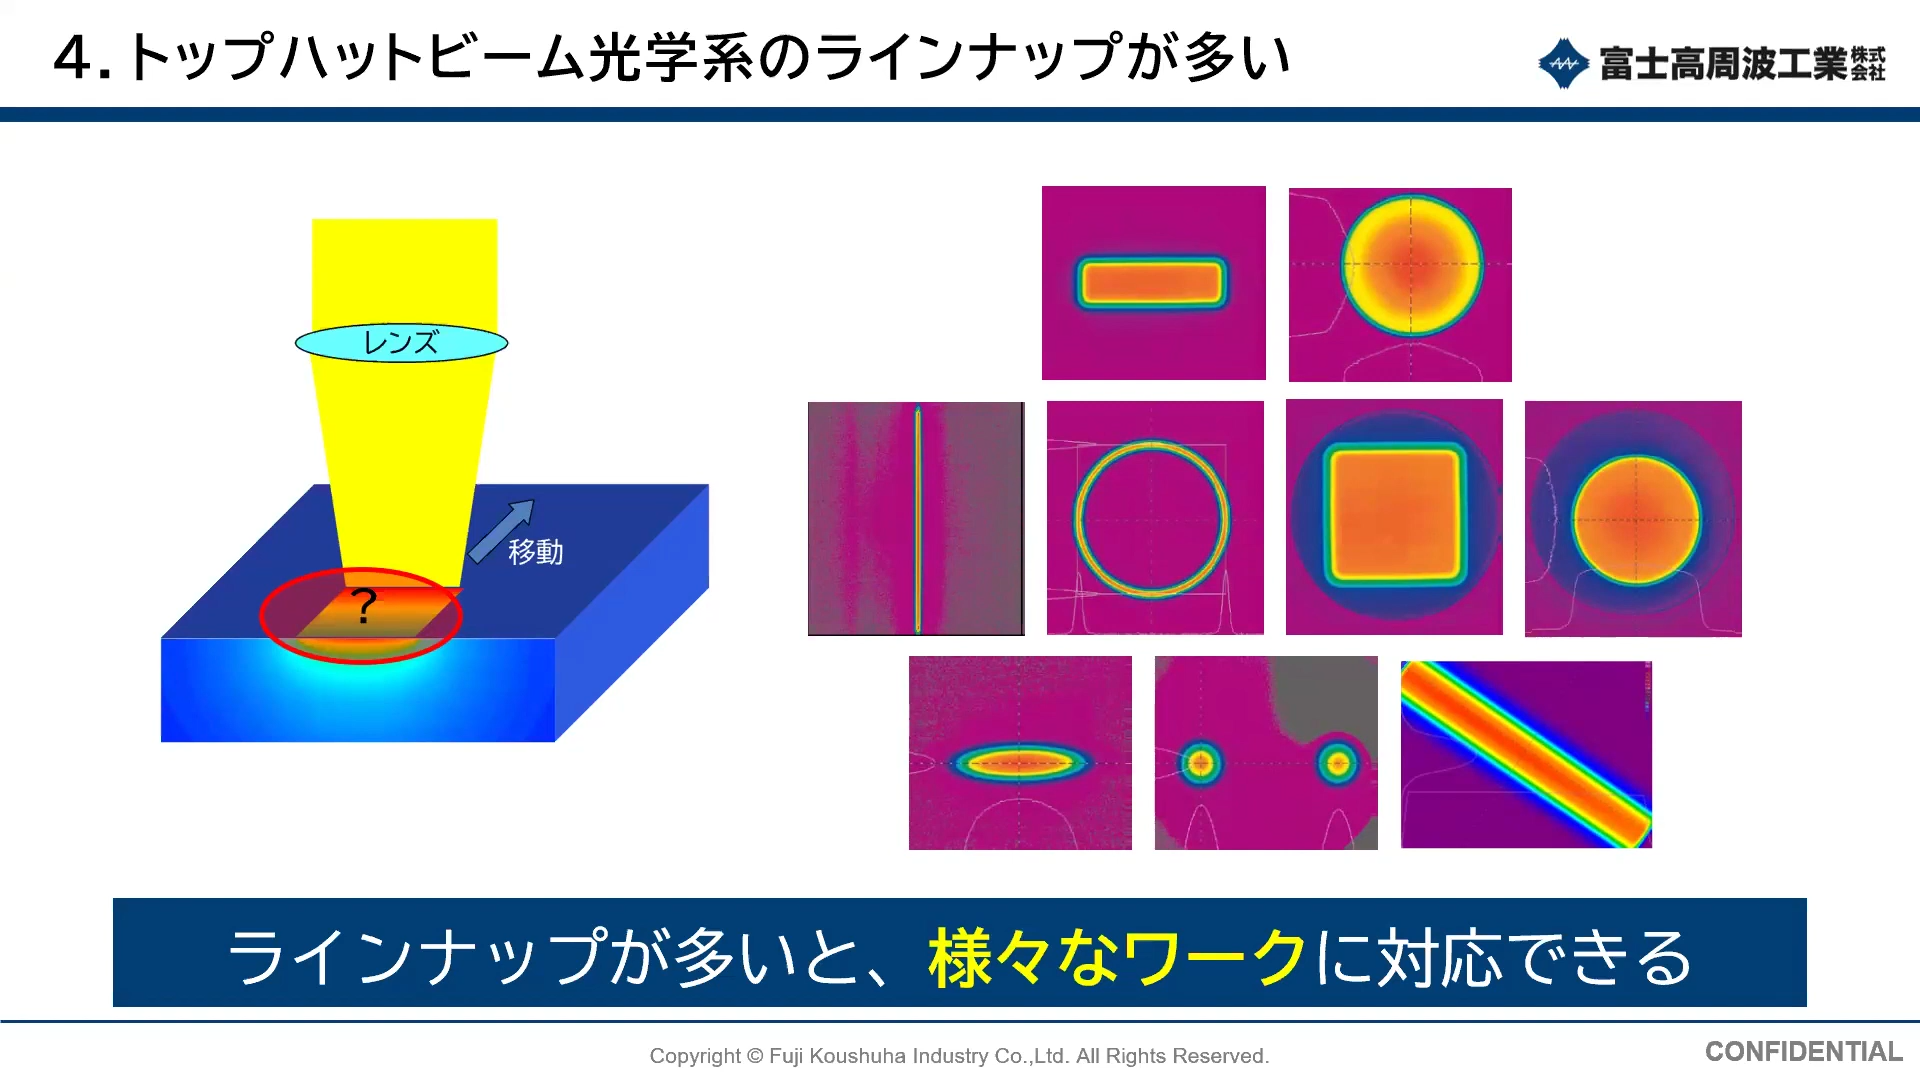 4.トップハットビーム光学系のラインナップが多い
富士高周波工業株式会社
レンズ
移動
?
ラインナップが多いと、様々なワークに対応できる
Copyright © Fuji Koushuha Industry Co.,Ltd. All Rights Reserved.
CONFIDENTIAL